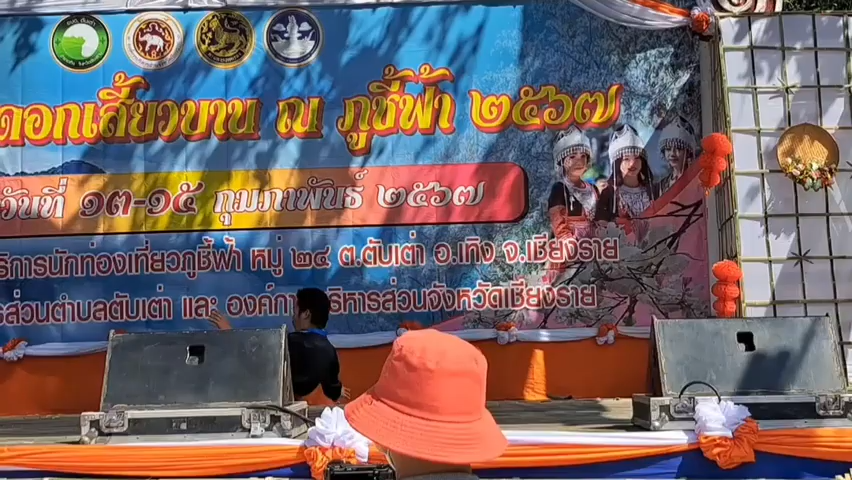 ดอกเสี้ยวบาน ณ ภูชี้ฟ้า ๒๕๖๗
วันที่ ๑๓-๑๕ กุมภาพันธ์ ๒๕๖๗
ริการนักท่องเที่ยวภูชี้ฟ้า หมู่ ๒๔ ต.ตับเต่า อ.เทิง จ.เชียงราย
รส่วนตำบลตับเต่า และ องค์การบริหารส่วนจังหวัดเชียงราย